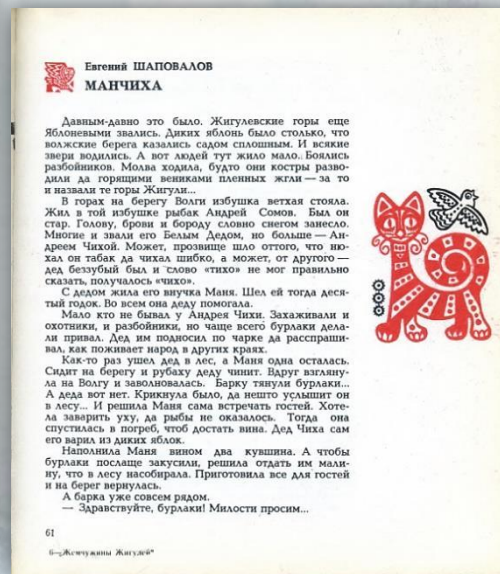 Евгений ШАПОВАЛОВ
МАНЧИХА
Давным-давно это было. Жигулевские горы еще
Яблоневыми звались. Диких яблонь было столько, что
волжские берега казались садом сплошным. И всякие
звери водились. А вот людей тут жило мало. Боялись
разбойников. Молва ходила, будто они костры разво-
дили да горящими вениками пленных жгли — за то
и назвали те горы Жигули...
В горах на берегу Волги избушка ветхая стояла.
Жил в той избушке рыбак Андрей Сомов. Был он
стар. Голову, брови и бороду словно снегом занесло.
Многие и звали его Белым Дедом, но больше — Ан-
дреем Чихой. Может, прозвище шло оттого, что ню-
хал он табак да чихал шибко, а может, от другого —
дед беззубый был и слово «тихо» не мог правильно
сказать, получалось «чихо».
С дедом жила его внучка Маня. Шел ей тогда деся-
тый годок. Во всем она деду помогала.
Мало кто не бывал у Андрея Чихи. Захаживали и
охотники, и разбойники, но чаще всего бурлаки дела-
ли привал. Дед им подносил по чарке да расспраши-
вал, как поживает народ в других краях.
Как-то раз ушел дед в лес, а Маня одна осталась.
Сидит на берегу и рубаху деду чинит. Вдруг взгляну-
ла на Волгу и заволновалась. Барку тянули бурлаки...
А деда вот нет. Крикнула было, да нешто услышит он
в лесу... И решила Маня сама встречать гостей. Хоте-
ла заварить уху, да рыбы не оказалось. Тогда она
спустилась в погреб, чтоб достать вина. Дед Чиха сам
его варил из диких яблок.
Наполнила Маня вином два кувшина. А чтобы
бурлаки послаще закусили, решила отдать им мали-
ну, что в лесу насобирала. Приготовила все для гостей
и на берег вернулась.
А барка уже совсем рядом.
— Здравствуйте, бурлаки! Милости просим...
61
6—„Жемчужины Жигулей"